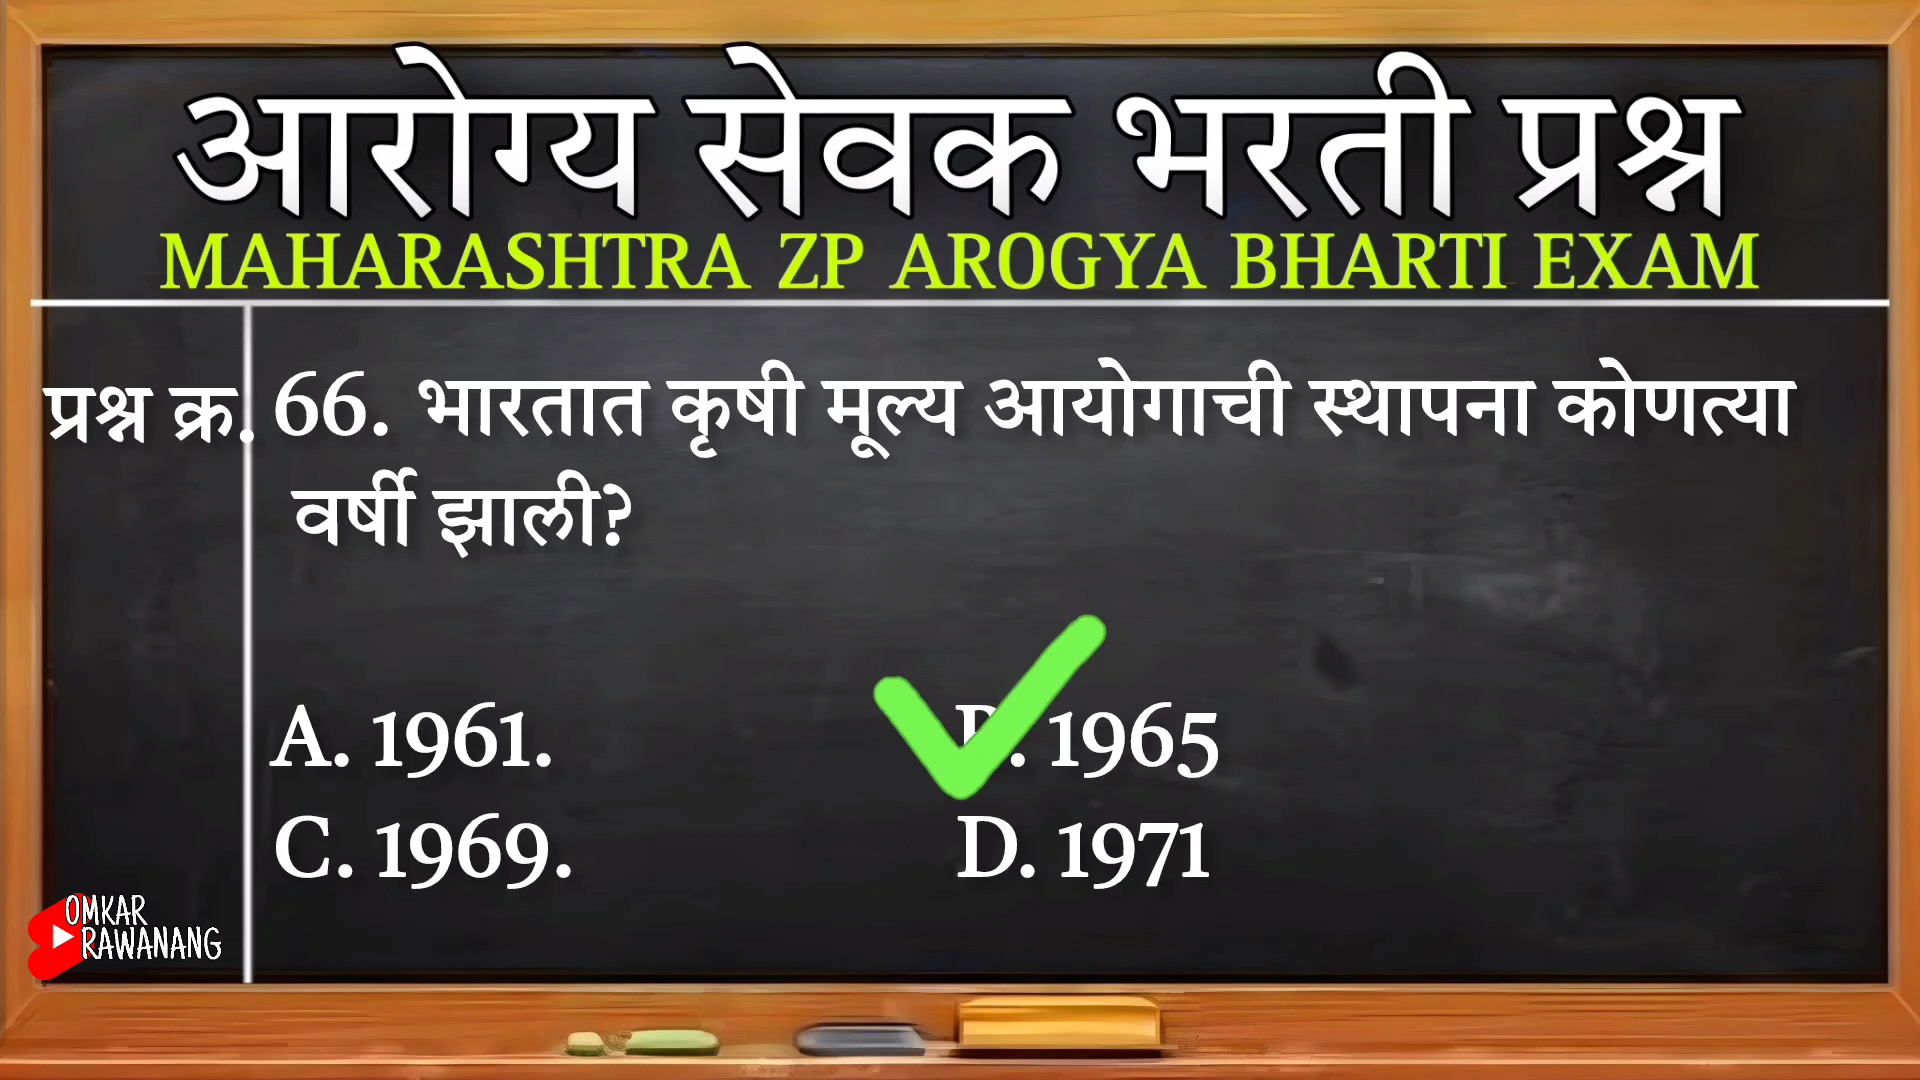 आरोग्य सेवक भरती प्रश्न
MAHARASHTRA ZP AROGYA BHARTI EXAM
प्रश्न क्र. 66. भारतात कृषी मूल्य आयोगाची स्थापना कोणत्या
वर्षी झाली?
A. 1961. B. 1965
C. 1969. D. 1971
OMKAR
RAWANANG